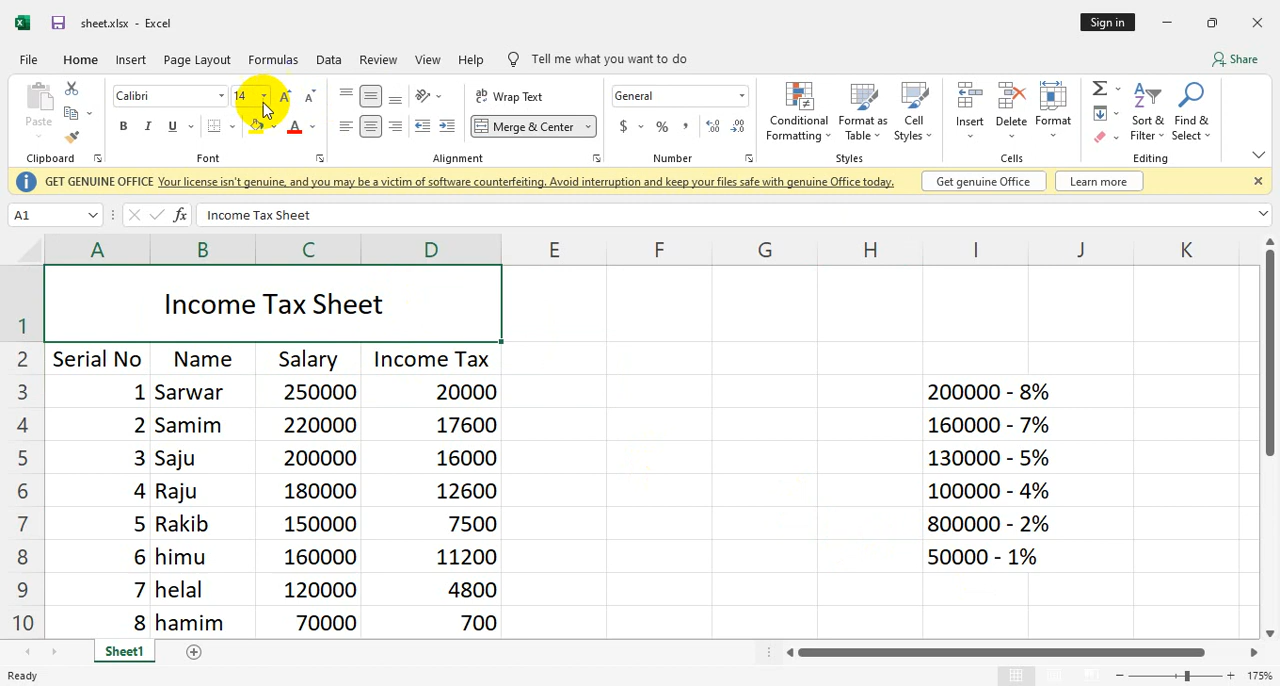 sheet.xlsx - Excel
Sign in
File Home Insert Page Layout Formulas Data Review View Help Tell me what you want to do Share
Paste
Calibri 14
B I U A
Wrap Text
Merge & Center
General
$ % ,
Conditional Formatting
Format as Table
Cell Styles
Insert
Delete
Format
Sort & Filter
Find & Select
Clipboard Font Alignment Number Styles Cells Editing
GET GENUINE OFFICE Your license isn't genuine, and you may be a victim of software counterfeiting. Avoid interruption and keep your files safe with genuine Office today. Get genuine Office Learn more
A1 fx Income Tax Sheet
A B C D E F G H I J K
1 Income Tax Sheet
2 Serial No Name Salary Income Tax
3 1 Sarwar 250000 20000 200000 - 8%
4 2 Samim 220000 17600 160000 - 7%
5 3 Saju 200000 16000 130000 - 5%
6 4 Raju 180000 12600 100000 - 4%
7 5 Rakib 150000 7500 800000 - 2%
8 6 himu 160000 11200 50000 - 1%
9 7 helal 120000 4800
10 8 hamim 70000 700
Sheet1
Ready 175%